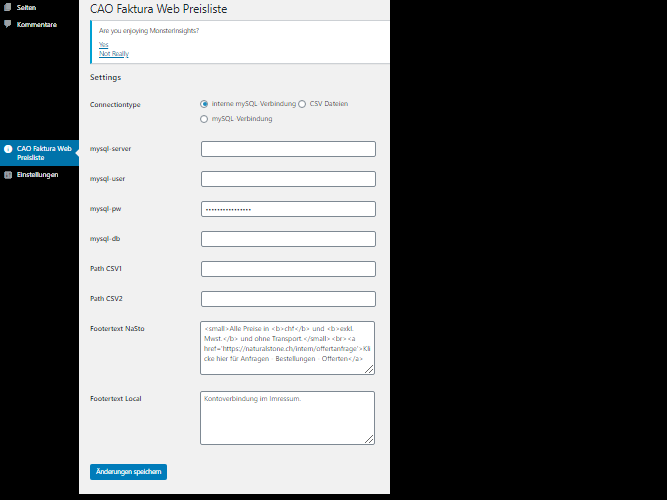 Seiten
Kommentare
CAO Faktura Web
Preisliste
Einstellungen
CAO Faktura Web Preisliste
Are you enjoying MonsterInsights?
Yes
Not Really
Settings
Connectiontype
interne mySQL-Verbindung
CSV Dateien
mySQL-Verbindung
mysql-server
mysql-user
mysql-pw
••••••••••••••••
mysql-db
Path CSV1
Path CSV2
Footertext NaSto
<small>Alle Preise in <b>chf</b> und <b>exkl.
Mwst.</b> und ohne Transport.</small><br><a
href='https://naturalstone.ch/intern/offertanfrage'>Kli
cke hier für Anfragen - Bestellungen - Offerten</a>
Footertext Local
Kontoverbindung im Imressum.
Änderungen speichern